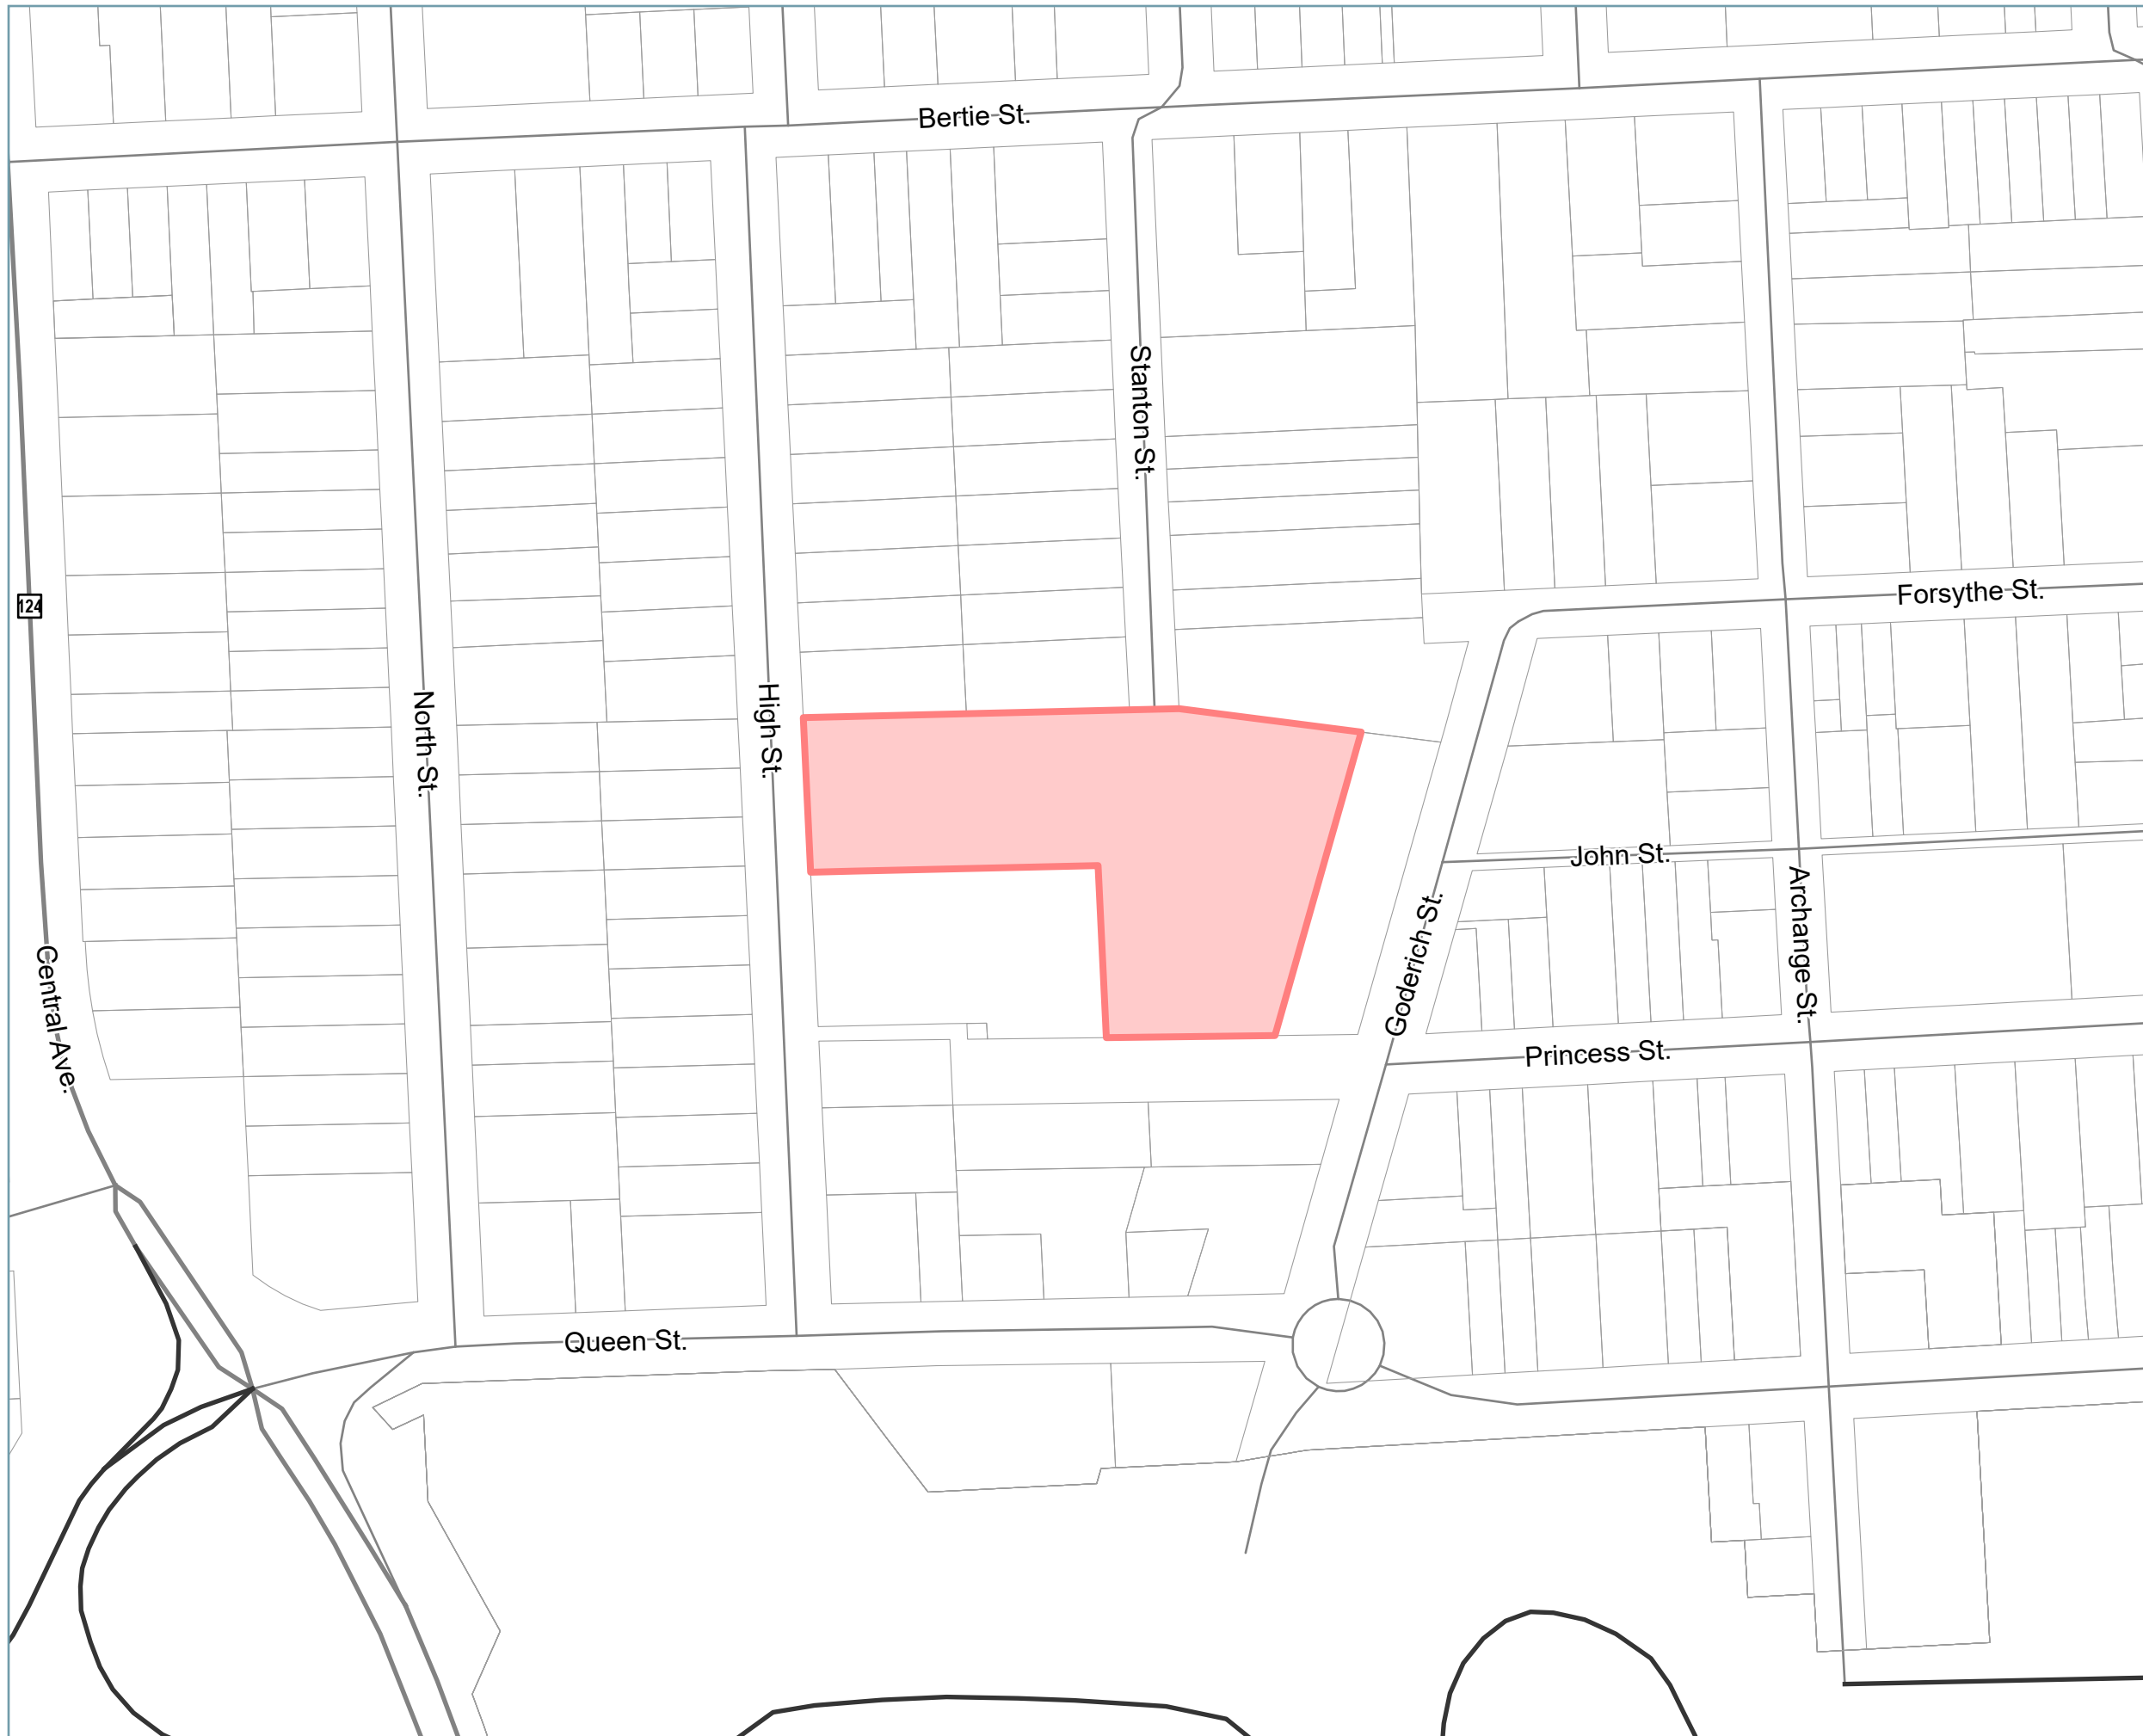 Bertie St.
Stanton St.
Forsythe St.
124
North St.
High St.
John St.
Archange St.
Goderich St.
Central Ave.
Princess St.
Queen St.